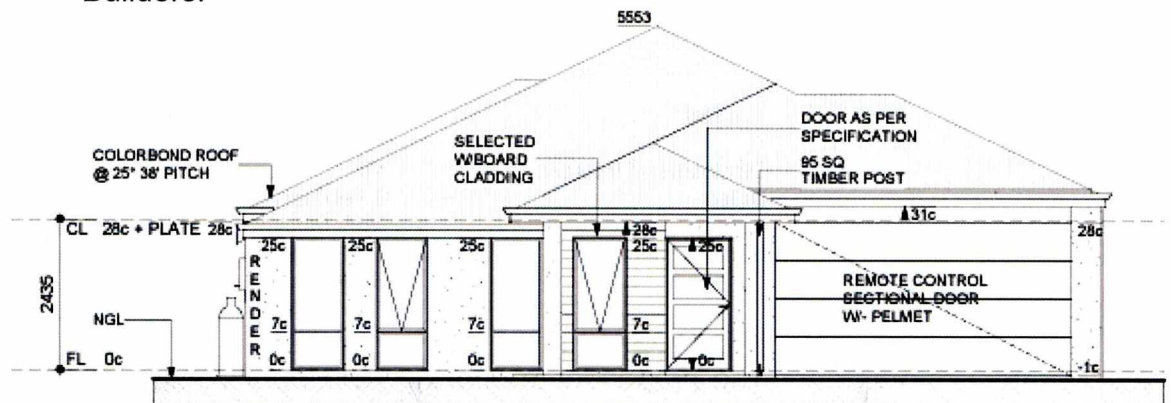 Builders.
5553
COLORBOND ROOF
@ 25° 38' PITCH
SELECTED
W/BOARD
CLADDING
DOOR AS PER
SPECIFICATION
95 SQ
TIMBER POST
31c
CL 28c + PLATE 28c
28c
28c
25c
25c
25c
25c
25c
RENDER
2435
REMOTE CONTROL
SECTIONAL DOOR
W/- PELMET
NGL
7c
7c
7c
7c
FL 0c
0c
0c
0c
0c
0c
-1c